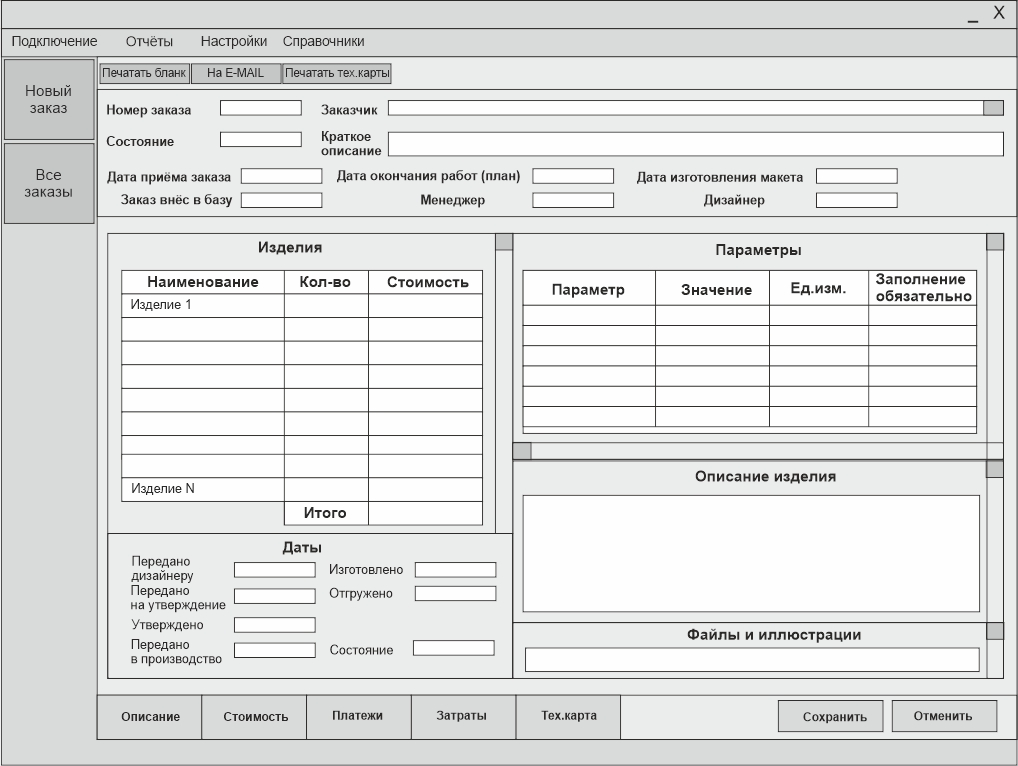 _ X
Подключение Отчёты Настройки Справочники
Новый
заказ
Все
заказы
Печатать бланк На E-MAIL Печатать тех.карты
Номер заказа Заказчик
Состояние Краткое
описание
Дата приёма заказа Дата окончания работ (план) Дата изготовления макета
Заказ внёс в базу Менеджер Дизайнер
Изделия
Наименование Кол-во Стоимость
Изделие 1
Изделие N
Итого
Параметры
Параметр Значение Ед.изм. Заполнение
обязательно
Описание изделия
Файлы и иллюстрации
Даты
Передано
дизайнеру
Изготовлено
Передано
на утверждение
Отгружено
Утверждено
Передано
в производство
Состояние
Описание Стоимость Платежи Затраты Тех.карта Сохранить Отменить